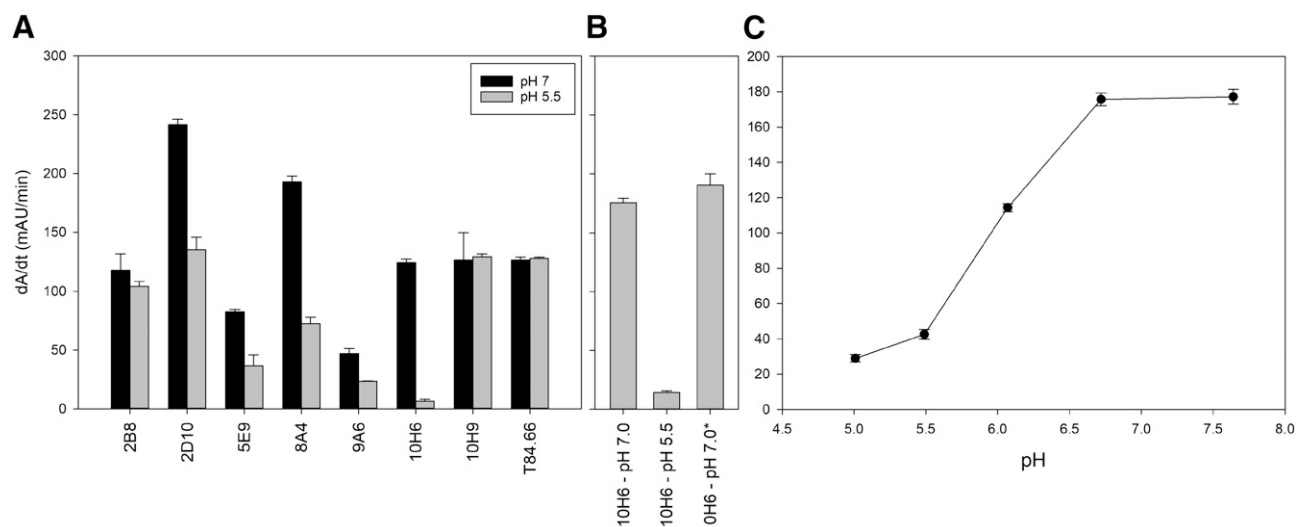 A
B
C
300
250
200
150
100
50
0
dA/dt (mAU/min)
pH 7
pH 5.5
2B8
2D10
5E9
8A4
9A6
10H6
10H9
T84.66
10H6 - pH 7.0
10H6 - pH 5.5
0H6 - pH 7.0*
200
180
160
140
120
100
80
60
40
20
0
4.5 5.0 5.5 6.0 6.5 7.0 7.5 8.0
pH